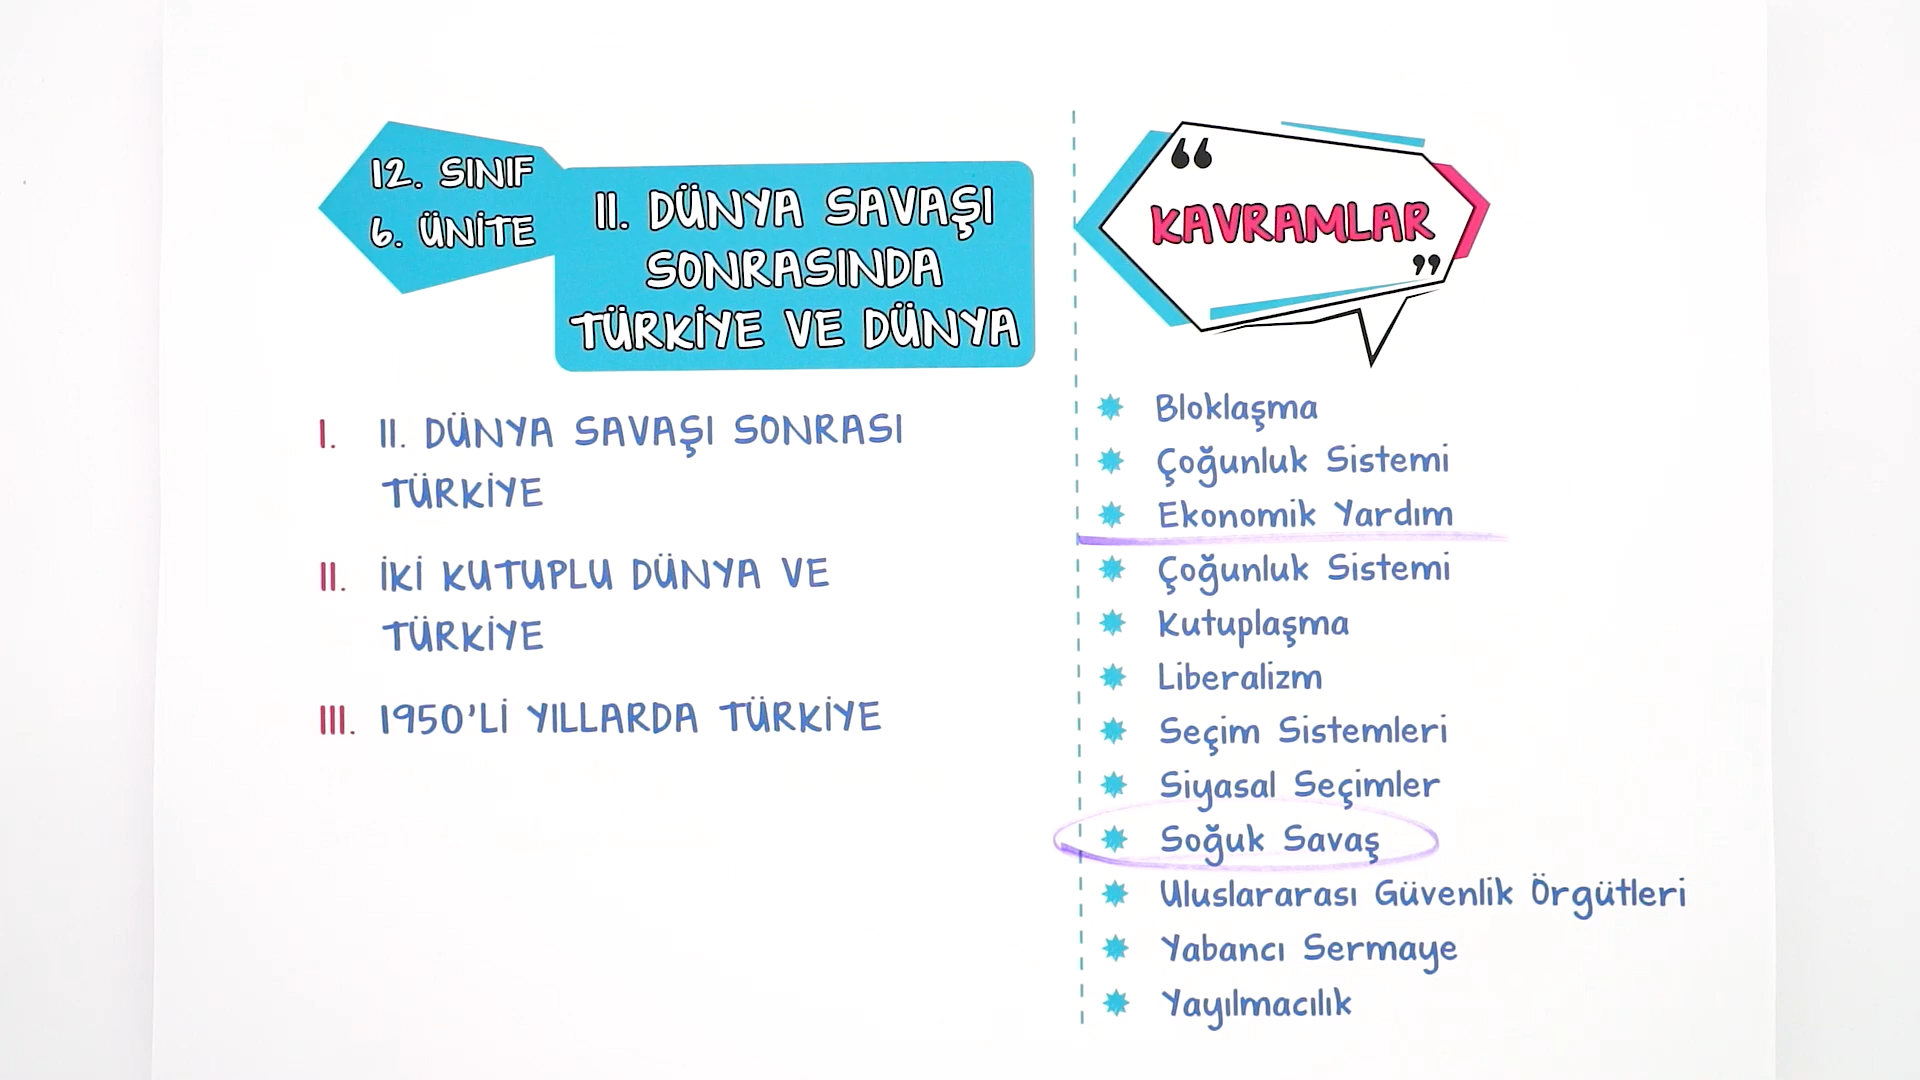 12. SINIF
6. ÜNİTE
II. DÜNYA SAVAŞI
SONRASINDA
TÜRKİYE VE DÜNYA
I. II. DÜNYA SAVAŞI SONRASI
TÜRKİYE
II. İKİ KUTUPLU DÜNYA VE
TÜRKİYE
III. 1950'Lİ YILLARDA TÜRKİYE
“
KAVRAMLAR
”
Bloklaşma
Çoğunluk Sistemi
Ekonomik Yardım
Çoğunluk Sistemi
Kutuplaşma
Liberalizm
Seçim Sistemleri
Siyasal Seçimler
Soğuk Savaş
Uluslararası Güvenlik Örgütleri
Yabancı Sermaye
Yayılmacılık